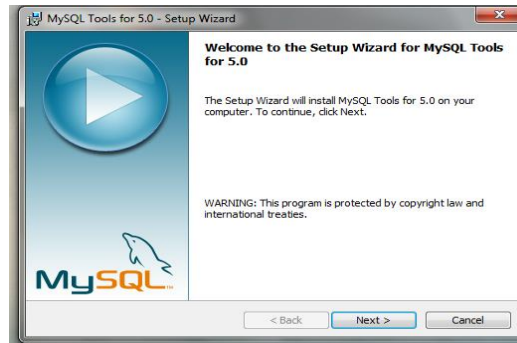 MySQL Tools for 5.0 - Setup Wizard
Welcome to the Setup Wizard for MySQL Tools
for 5.0
The Setup Wizard will install MySQL Tools for 5.0 on your
computer. To continue, click Next.
WARNING: This program is protected by copyright law and
international treaties.
MySQL
< Back
Next >
Cancel